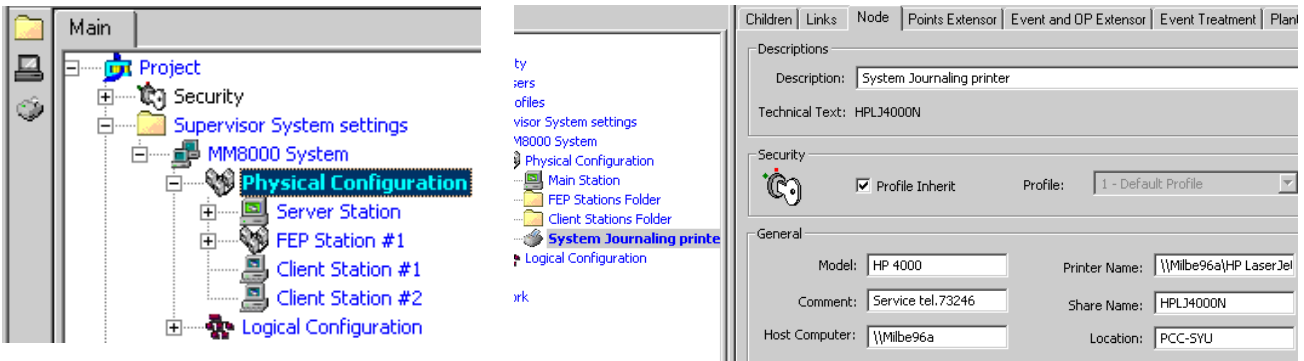 Main
Project
Security
Supervisor System settings
MM8000 System
Physical Configuration
Server Station
FEP Station #1
Client Station #1
Client Station #2
Logical Configuration
ty
sers
ofiles
visor System settings
M8000 System
Physical Configuration
Main Station
FEP Stations Folder
Client Stations Folder
System Journaling printe
Logical Configuration
ork
Children Links Node Points Extensor Event and OP Extensor Event Treatment Plant
Descriptions
Description: System Journaling printer
Technical Text: HPLJ4000N
Security
Profile Inherit Profile: 1 - Default Profile
General
Model: HP 4000 Printer Name: \\Milbe96a\HP LaserJet
Comment: Service tel.73246 Share Name: HPLJ4000N
Host Computer: \\Milbe96a Location: PCC-SYU